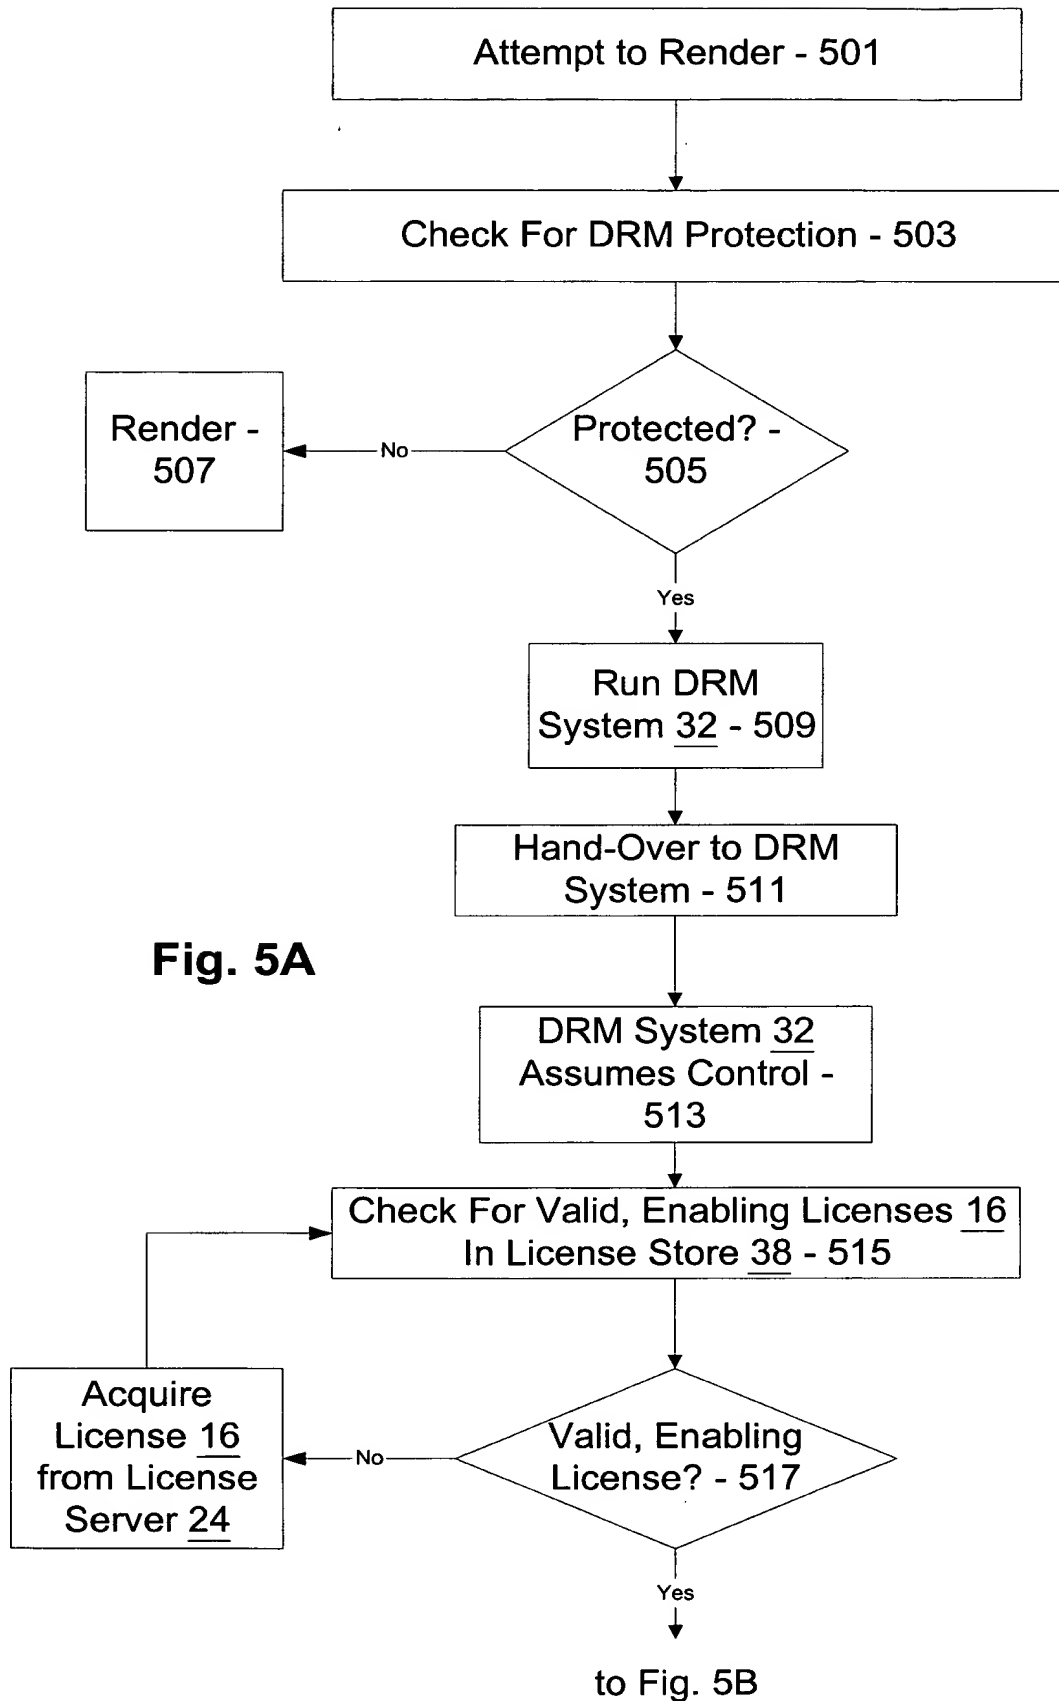 Attempt to Render - 501
Check For DRM Protection - 503
Protected? -
505
No
Render -
507
Yes
Run DRM
System 32 - 509
Hand-Over to DRM
System - 511
Fig. 5A
DRM System 32
Assumes Control -
513
Check For Valid, Enabling Licenses 16
In License Store 38 - 515
Valid, Enabling
License? - 517
No
Acquire
License 16
from License
Server 24
Yes
to Fig. 5B